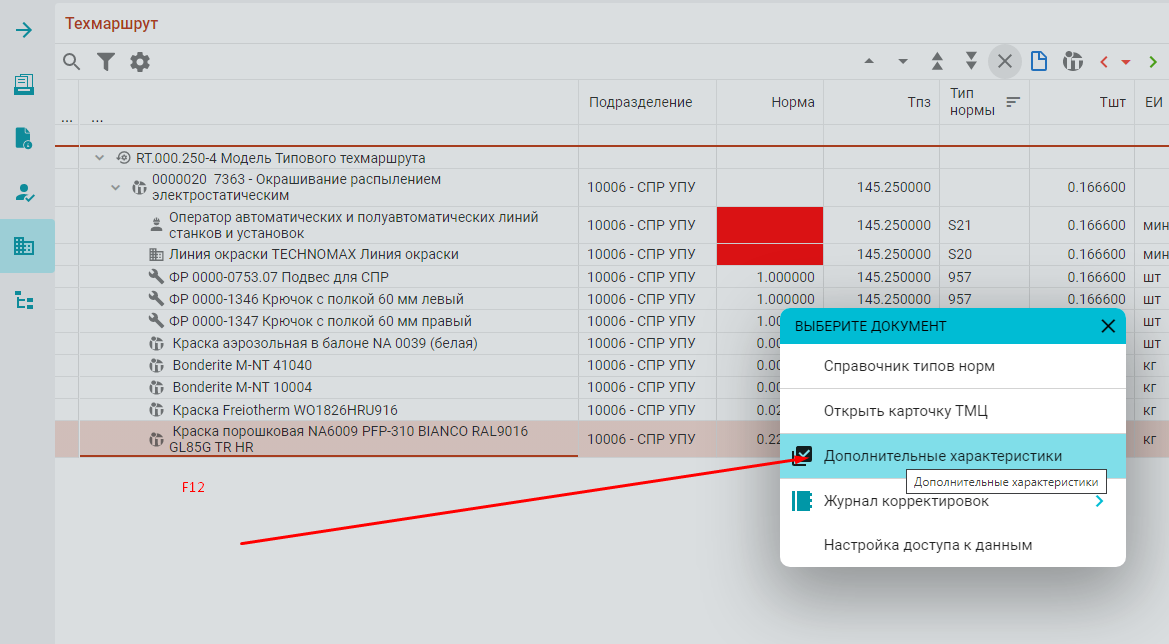 Техмаршрут
Подразделение
Норма
Тпз
Тип
нормы
Тшт
ЕИ
...
...
RT.000.250-4 Модель Типового техмаршрута
0000020 7363 - Окрашивание распылением
электростатическим
10006 - СПР УПУ
145.250000
0.166600
Оператор автоматических и полуавтоматических линий
станков и установок
10006 - СПР УПУ
145.250000
S21
0.166600
мин
Линия окраски TECHNOMAX Линия окраски
10006 - СПР УПУ
145.250000
S20
0.166600
мин
ФР 0000-0753.07 Подвес для СПР
10006 - СПР УПУ
1.000000
145.250000
957
0.166600
шт
ФР 0000-1346 Крючок с полкой 60 мм левый
10006 - СПР УПУ
1.000000
145.250000
957
0.166600
шт
ФР 0000-1347 Крючок с полкой 60 мм правый
10006 - СПР УПУ
1.00
шт
Краска аэрозольная в балоне NA 0039 (белая)
10006 - СПР УПУ
0.00
шт
Bonderite M-NT 41040
10006 - СПР УПУ
0.00
кг
Bonderite M-NT 10004
10006 - СПР УПУ
0.00
кг
Краска Freiotherm WO1826HRU916
10006 - СПР УПУ
0.02
кг
Краска порошковая NA6009 PFP-310 BIANCO RAL9016
GL85G TR HR
10006 - СПР УПУ
0.22
кг
F12
ВЫБЕРИТЕ ДОКУМЕНТ
Справочник типов норм
Открыть карточку ТМЦ
Дополнительные характеристики
Дополнительные характеристики
Журнал корректировок
Настройка доступа к данным